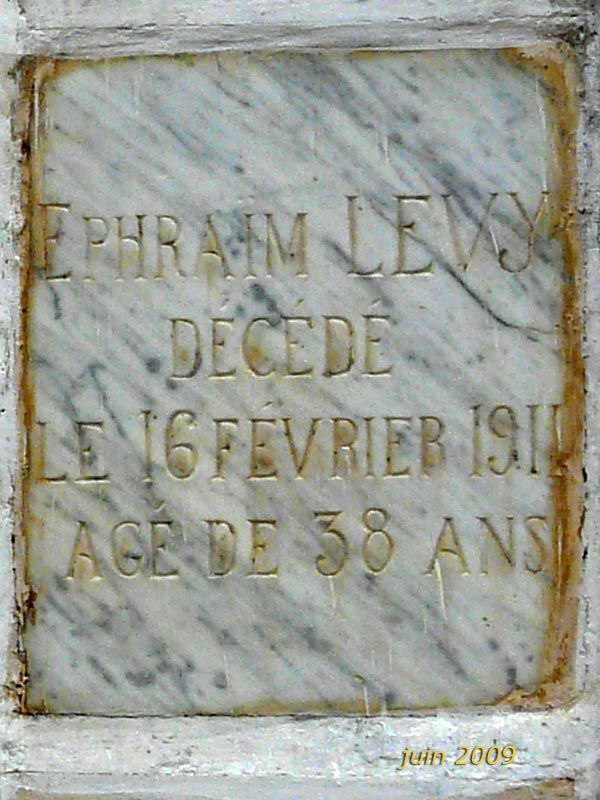 EPHRAIM LEVY
DÉCÉDÉ
LE 16 FÉVRIER 1911
AGÉ DE 38 ANS
juin 2009